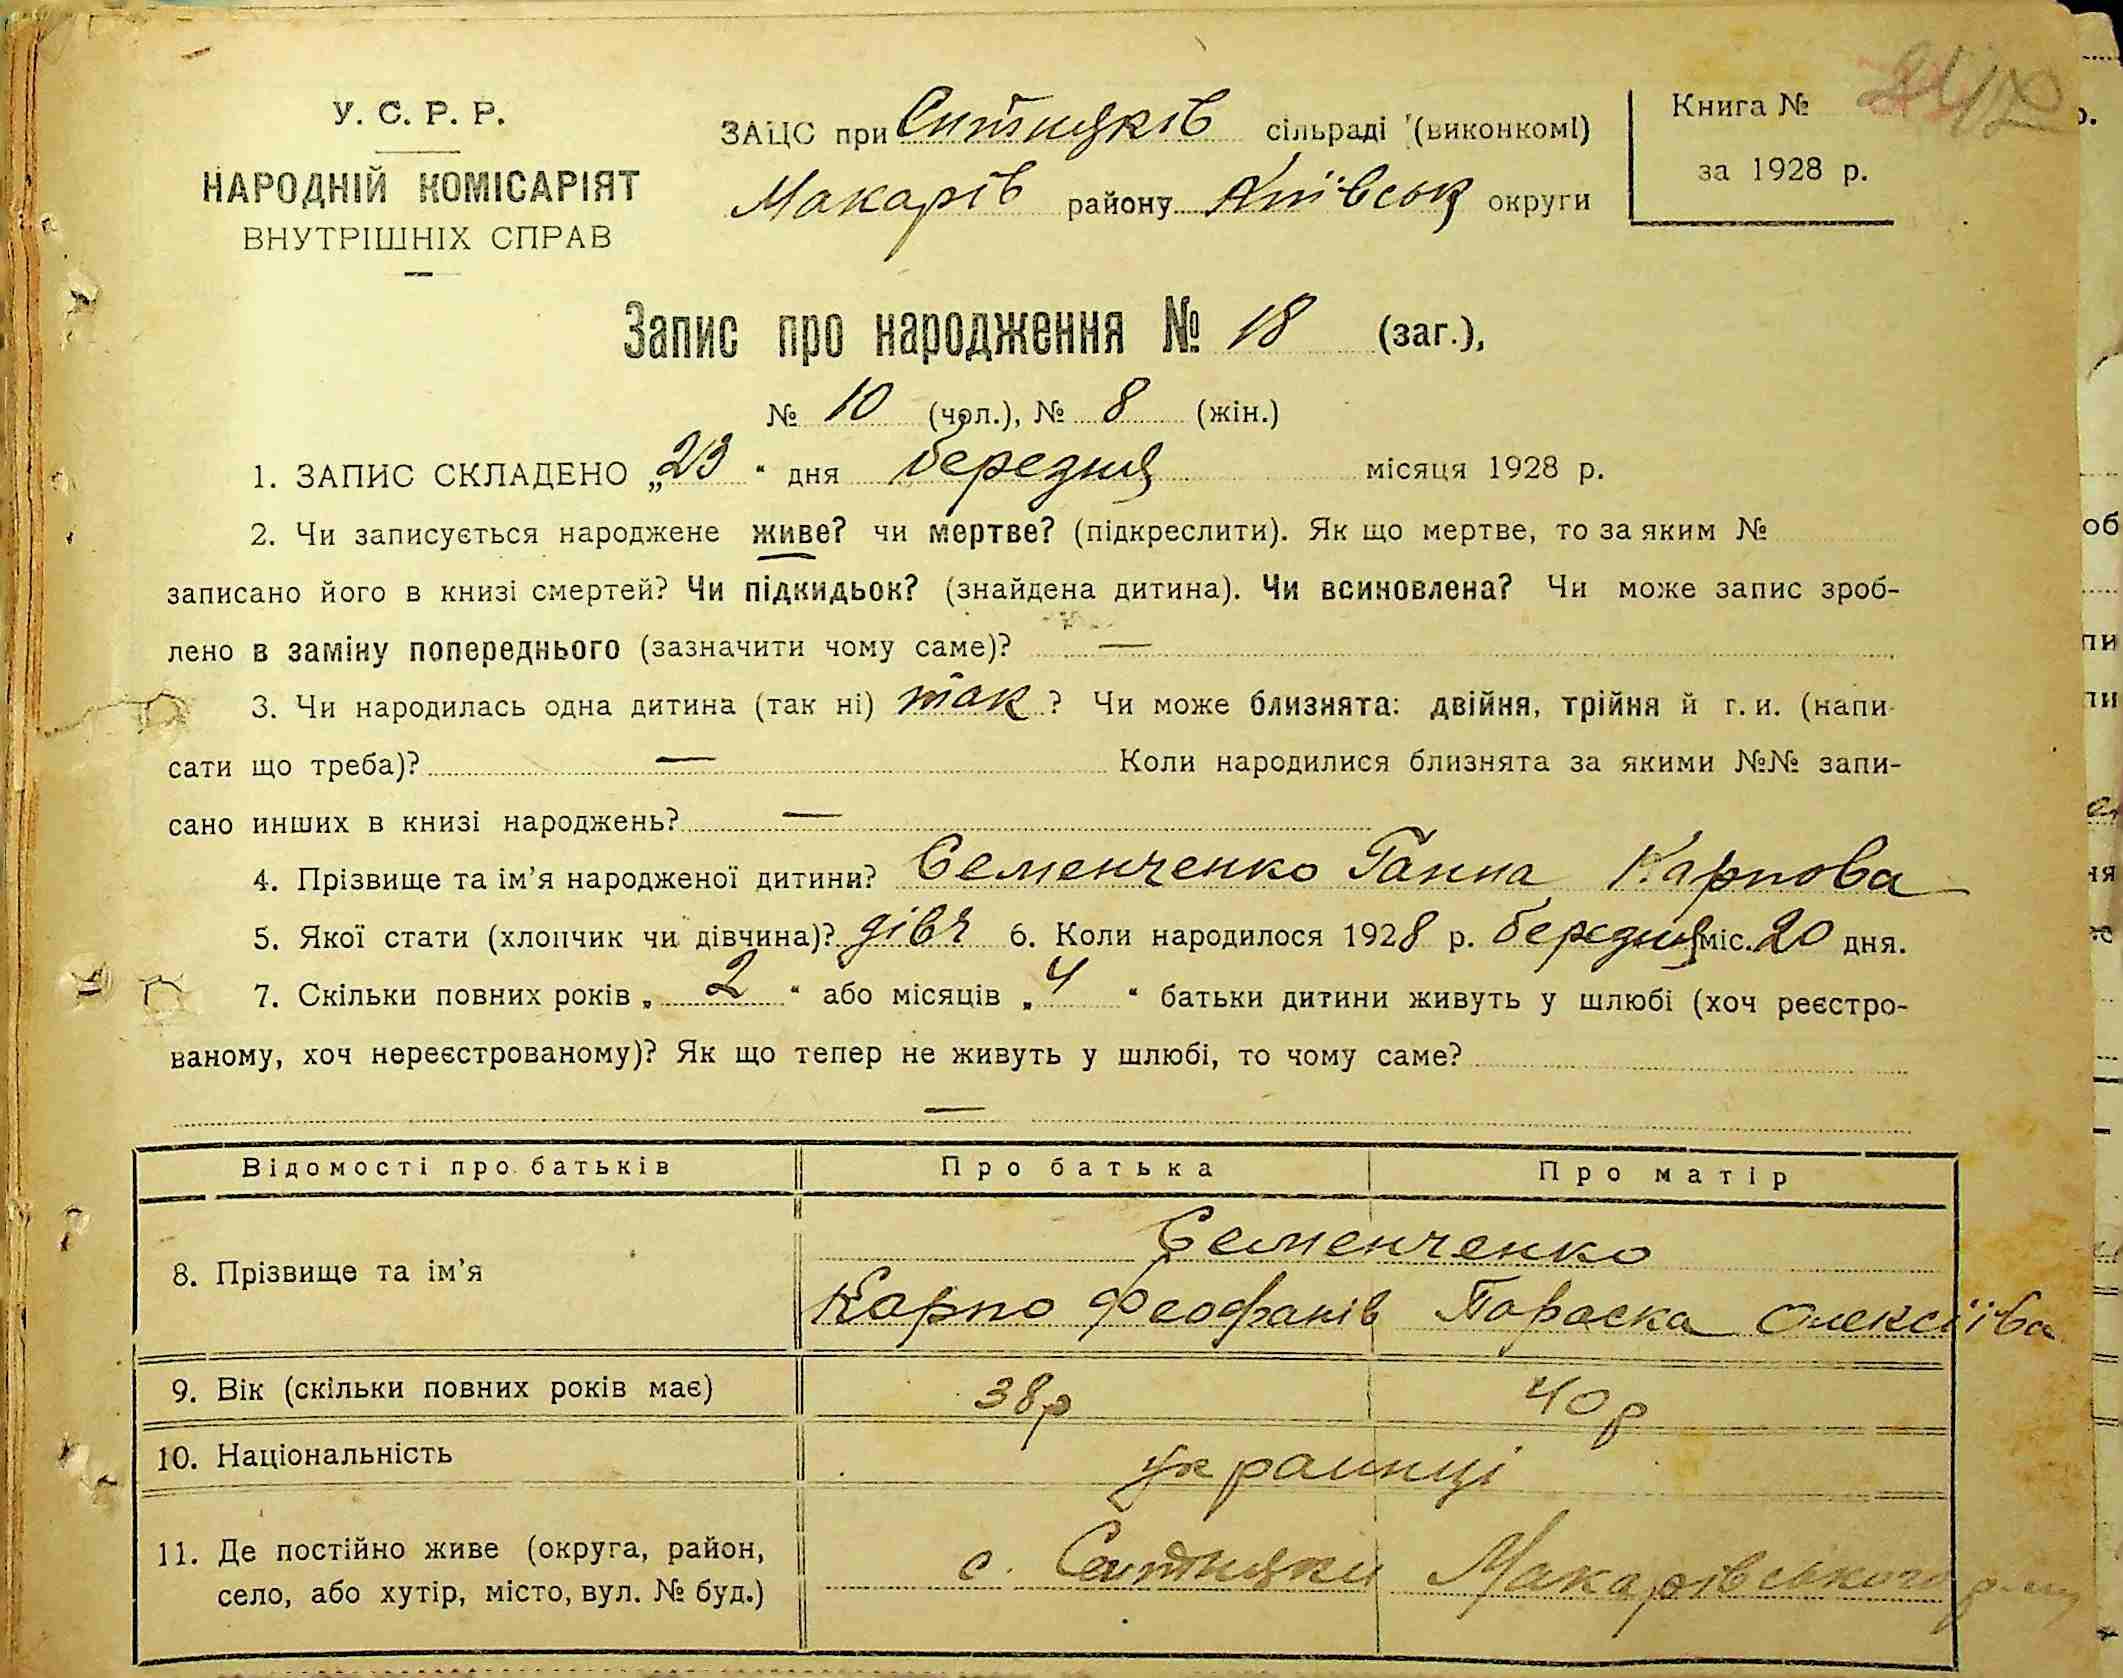 У. С. Р. Р.
НАРОДНІЙ КОМІСАРІЯТ
ВНУТРІШНІХ СПРАВ
ЗАЦС при Ситняків сільраді (виконкомі)
Макарів району Київськ округи
Книга №
за 1928 р.
Запис про народження № 18 (заг.),
№ 10 (чол.), № 8 (жін.)
1. ЗАПИС СКЛАДЕНО „23“ дня березня місяця 1928 р.
2. Чи записується народжене живе? чи мертве? (підкреслити). Як що мертве, то за яким №
записано його в книзі смертей? Чи підкидьок? (знайдена дитина). Чи всиновлена? Чи може запис зроб-
лено в заміну попереднього (зазначити чому саме)? —
3. Чи народилась одна дитина (так ні) так? Чи може близнята: двійня, трійня й г. и. (напи-
сати що треба)? — Коли народилися близнята за якими №№ запи-
сано инших в книзі народжень? —
4. Прізвище та ім’я народженої дитини? Семенченко Ганна Карпова
5. Якої стати (хлопчик чи дівчина)? дівч 6. Коли народилося 1928 р. березня міс. 20 дня.
7. Скільки повних років „ 2 “ або місяців „ 4 “ батьки дитини живуть у шлюбі (хоч реєстро-
ваному, хоч нереєстрованому)? Як що тепер не живуть у шлюбі, то чому саме?
—
Відомості про батьків Про батька Про матір
8. Прізвище та ім’я Семенченко
Карпо Феофанів Параска Олексіїва
9. Вік (скільки повних років має) 38р 40р
10. Національність українці
11. Де постійно живе (округа, район,
село, або хутір, місто, вул. № буд.) с. Ситняки Макарівського